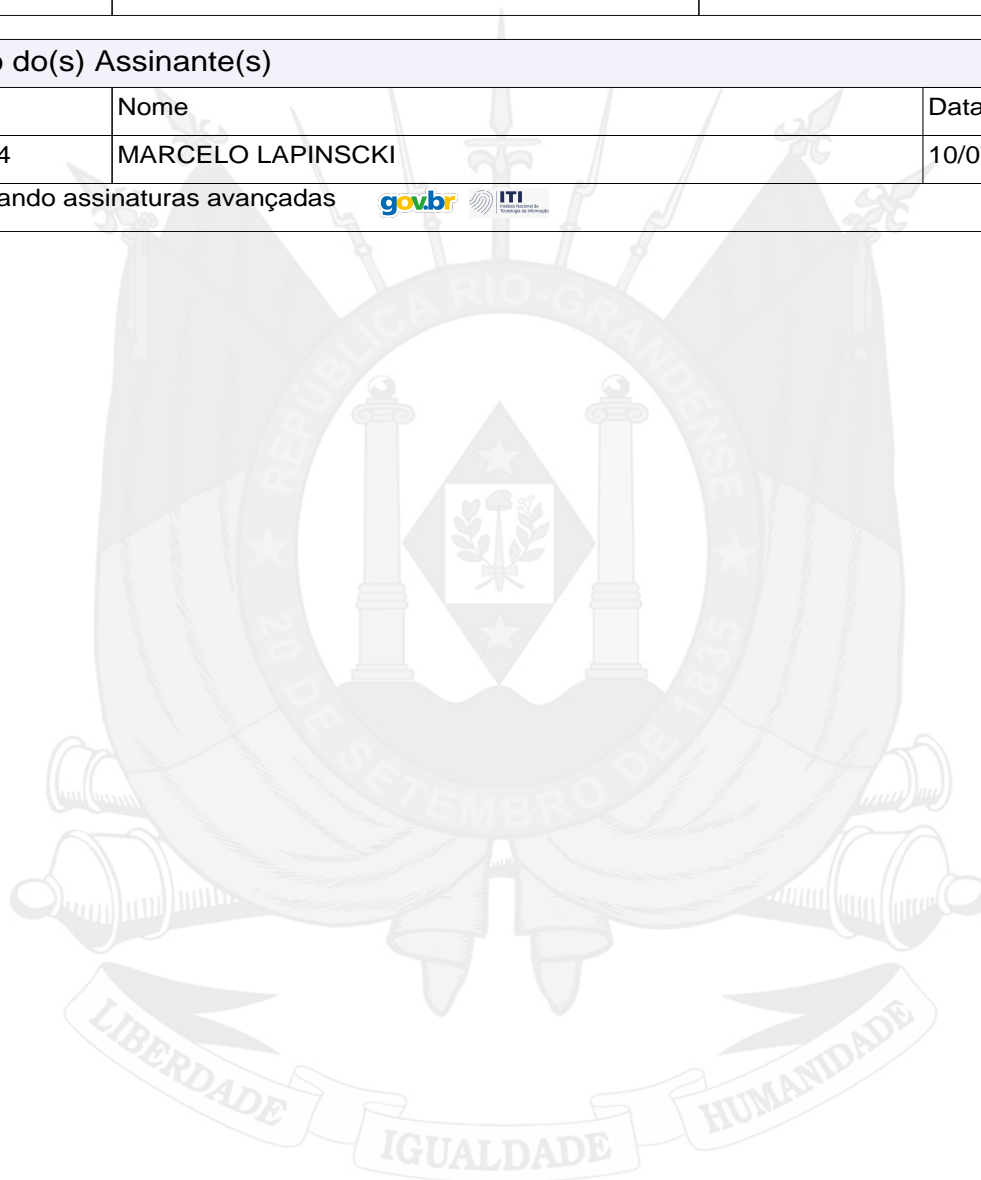 o do(s) Assinante(s)
Nome Data
4 MARCELO LAPINSCKI 10/0
ando assinaturas avançadas gov.br ITI
REPÚBLICA RIO-GRANDENSE
20 DE SETEMBRO DE 1835
LIBERDADE IGUALDADE HUMANIDADE